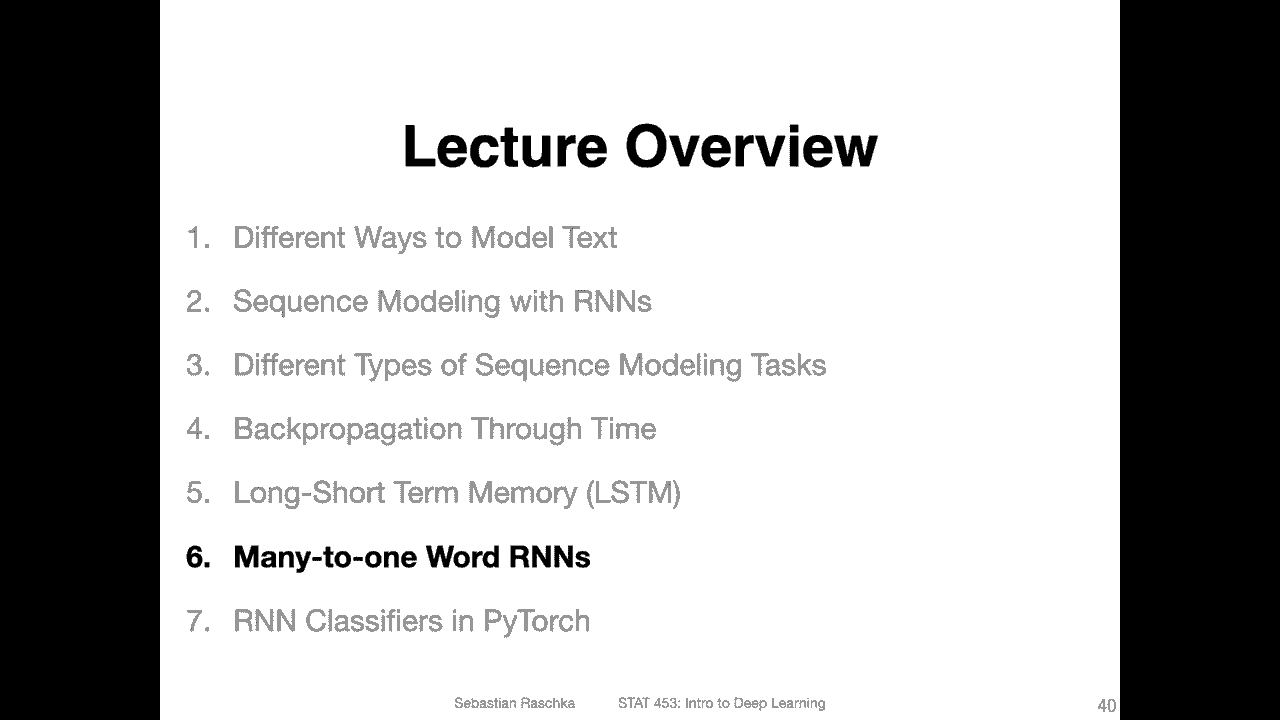 Lecture Overview
1. Different Ways to Model Text
2. Sequence Modeling with RNNs
3. Different Types of Sequence Modeling Tasks
4. Backpropagation Through Time
5. Long-Short Term Memory (LSTM)
6. Many-to-one Word RNNs
7. RNN Classifiers in PyTorch
Sebastian Raschka STAT 453: Intro to Deep Learning 40